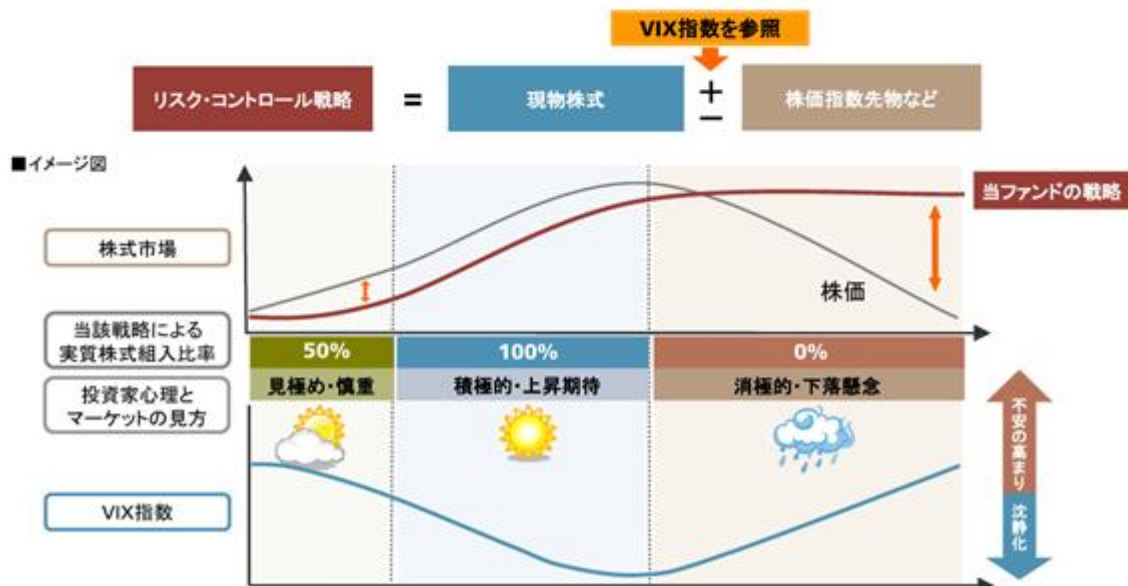 VIX指数を参照
リスク・コントロール戦略
=
現物株式
+
−
株価指数先物など
■イメージ図
当ファンドの戦略
株式市場
株価
当該戦略による
実質株式組入比率
50%
100%
0%
投資家心理と
マーケットの見方
見極め・慎重
積極的・上昇期待
消極的・下落懸念
VIX指数
不安の高まり
沈静化